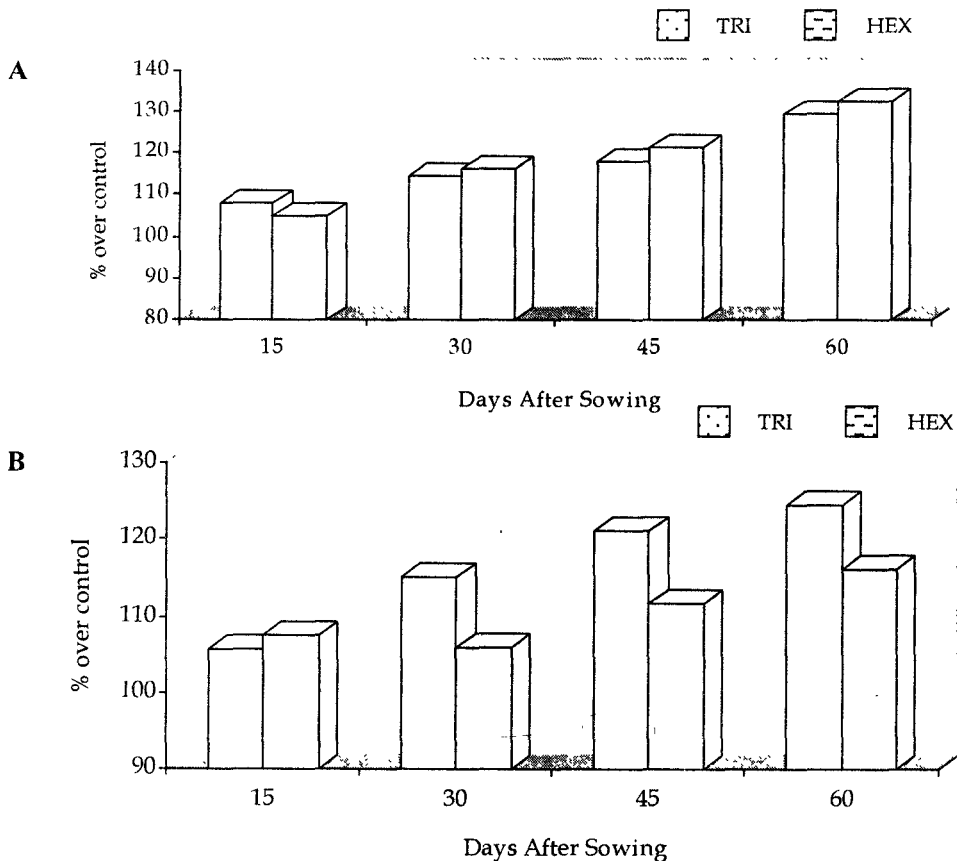 TRI HEX
A
140
130
120
110
100
90
80
% over control
15 30 45 60
Days After Sowing
TRI HEX
B
130
120
110
100
90
% over control
15 30 45 60
Days After Sowing